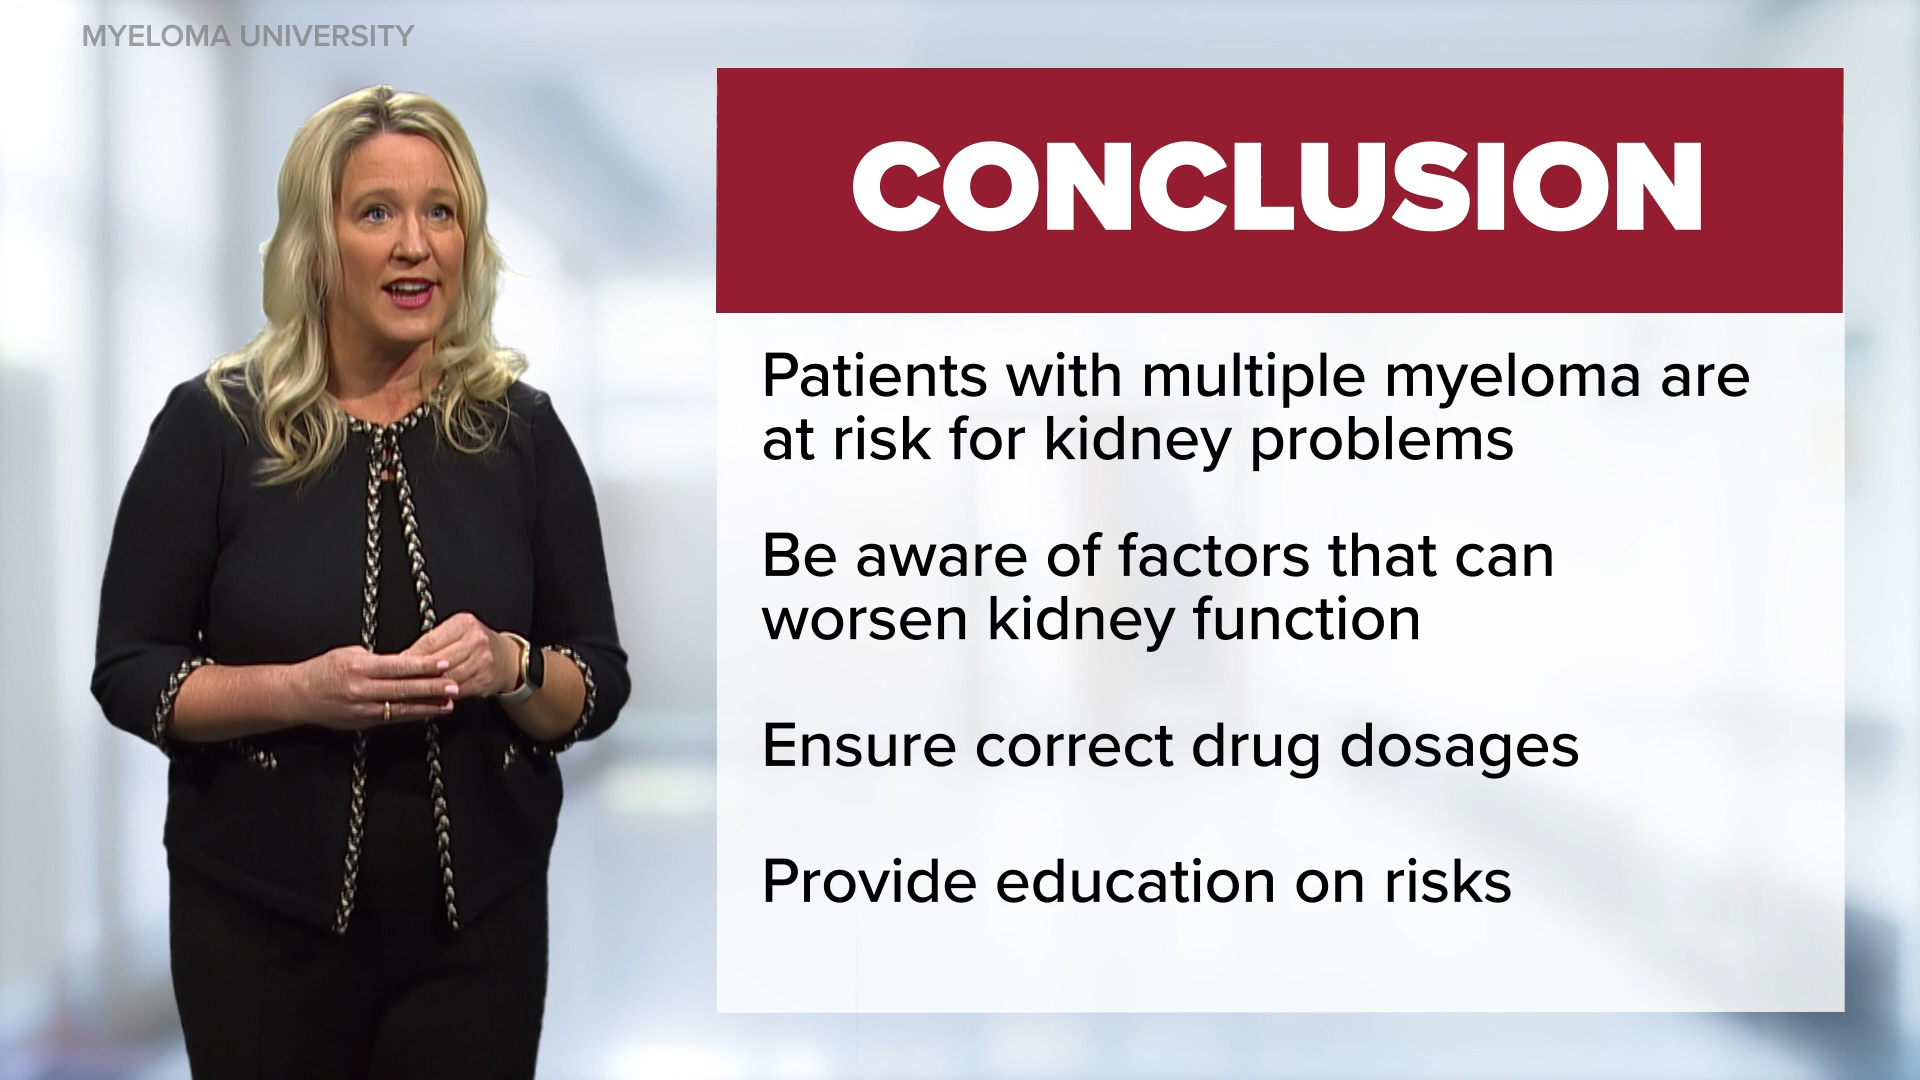 MYELOMA UNIVERSITY
CONCLUSION
Patients with multiple myeloma are
at risk for kidney problems
Be aware of factors that can
worsen kidney function
Ensure correct drug dosages
Provide education on risks